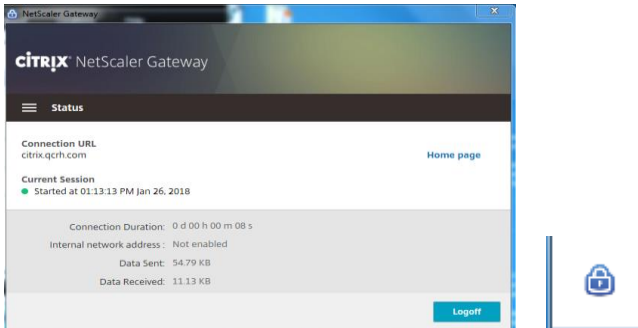 NetScaler Gateway
CİTRIX NetScaler Gateway
Status
Connection URL
citrix.qcrh.com
Home page
Current Session
Started at 01:13:13 PM Jan 26, 2018
Connection Duration: 0 d 00 h 00 m 08 s
Internal network address : Not enabled
Data Sent: 54.79 KB
Data Received: 11.13 KB
Logoff